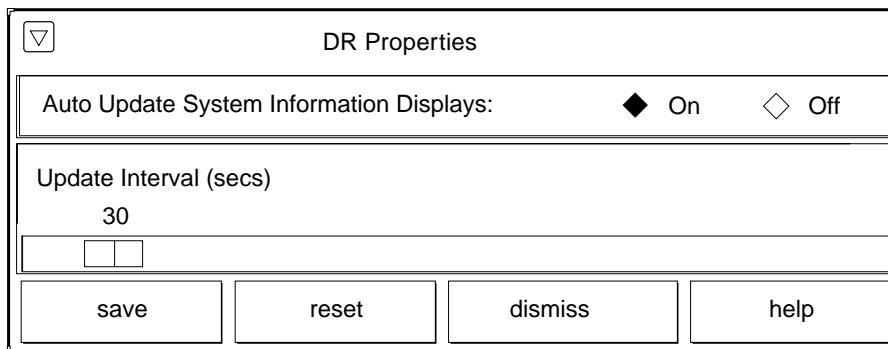 DR Properties
Auto Update System Information Displays: On Off
Update Interval (secs)
30
save reset dismiss help